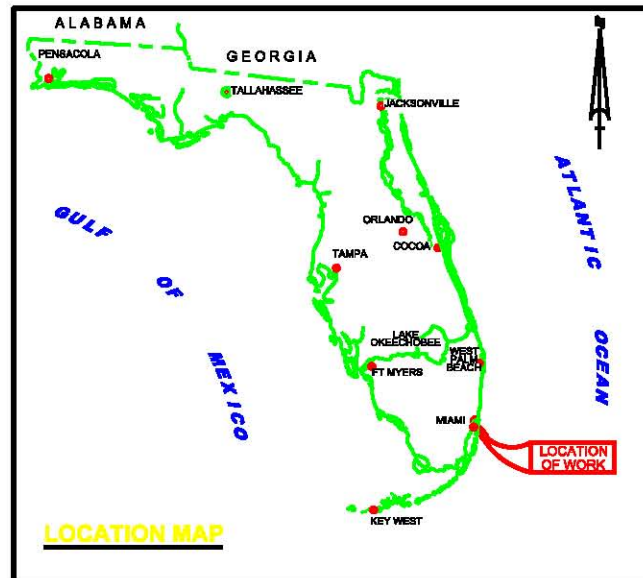 ALABAMA
GEORGIA
PENSACOLA
TALLAHASSEE
JACKSONVILLE
ORLANDO
COCOA
TAMPA
LAKE
OKEECHOBEE
WEST
PALM
BEACH
FT MYERS
MIAMI
KEY WEST
GULF OF MEXICO
ATLANTIC OCEAN
LOCATION
OF WORK
LOCATION MAP